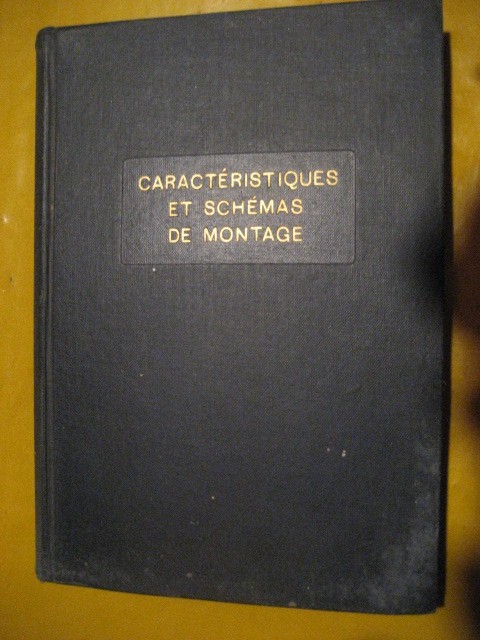 CARACTÉRISTIQUES
ET SCHÉMAS
DE MONTAGE